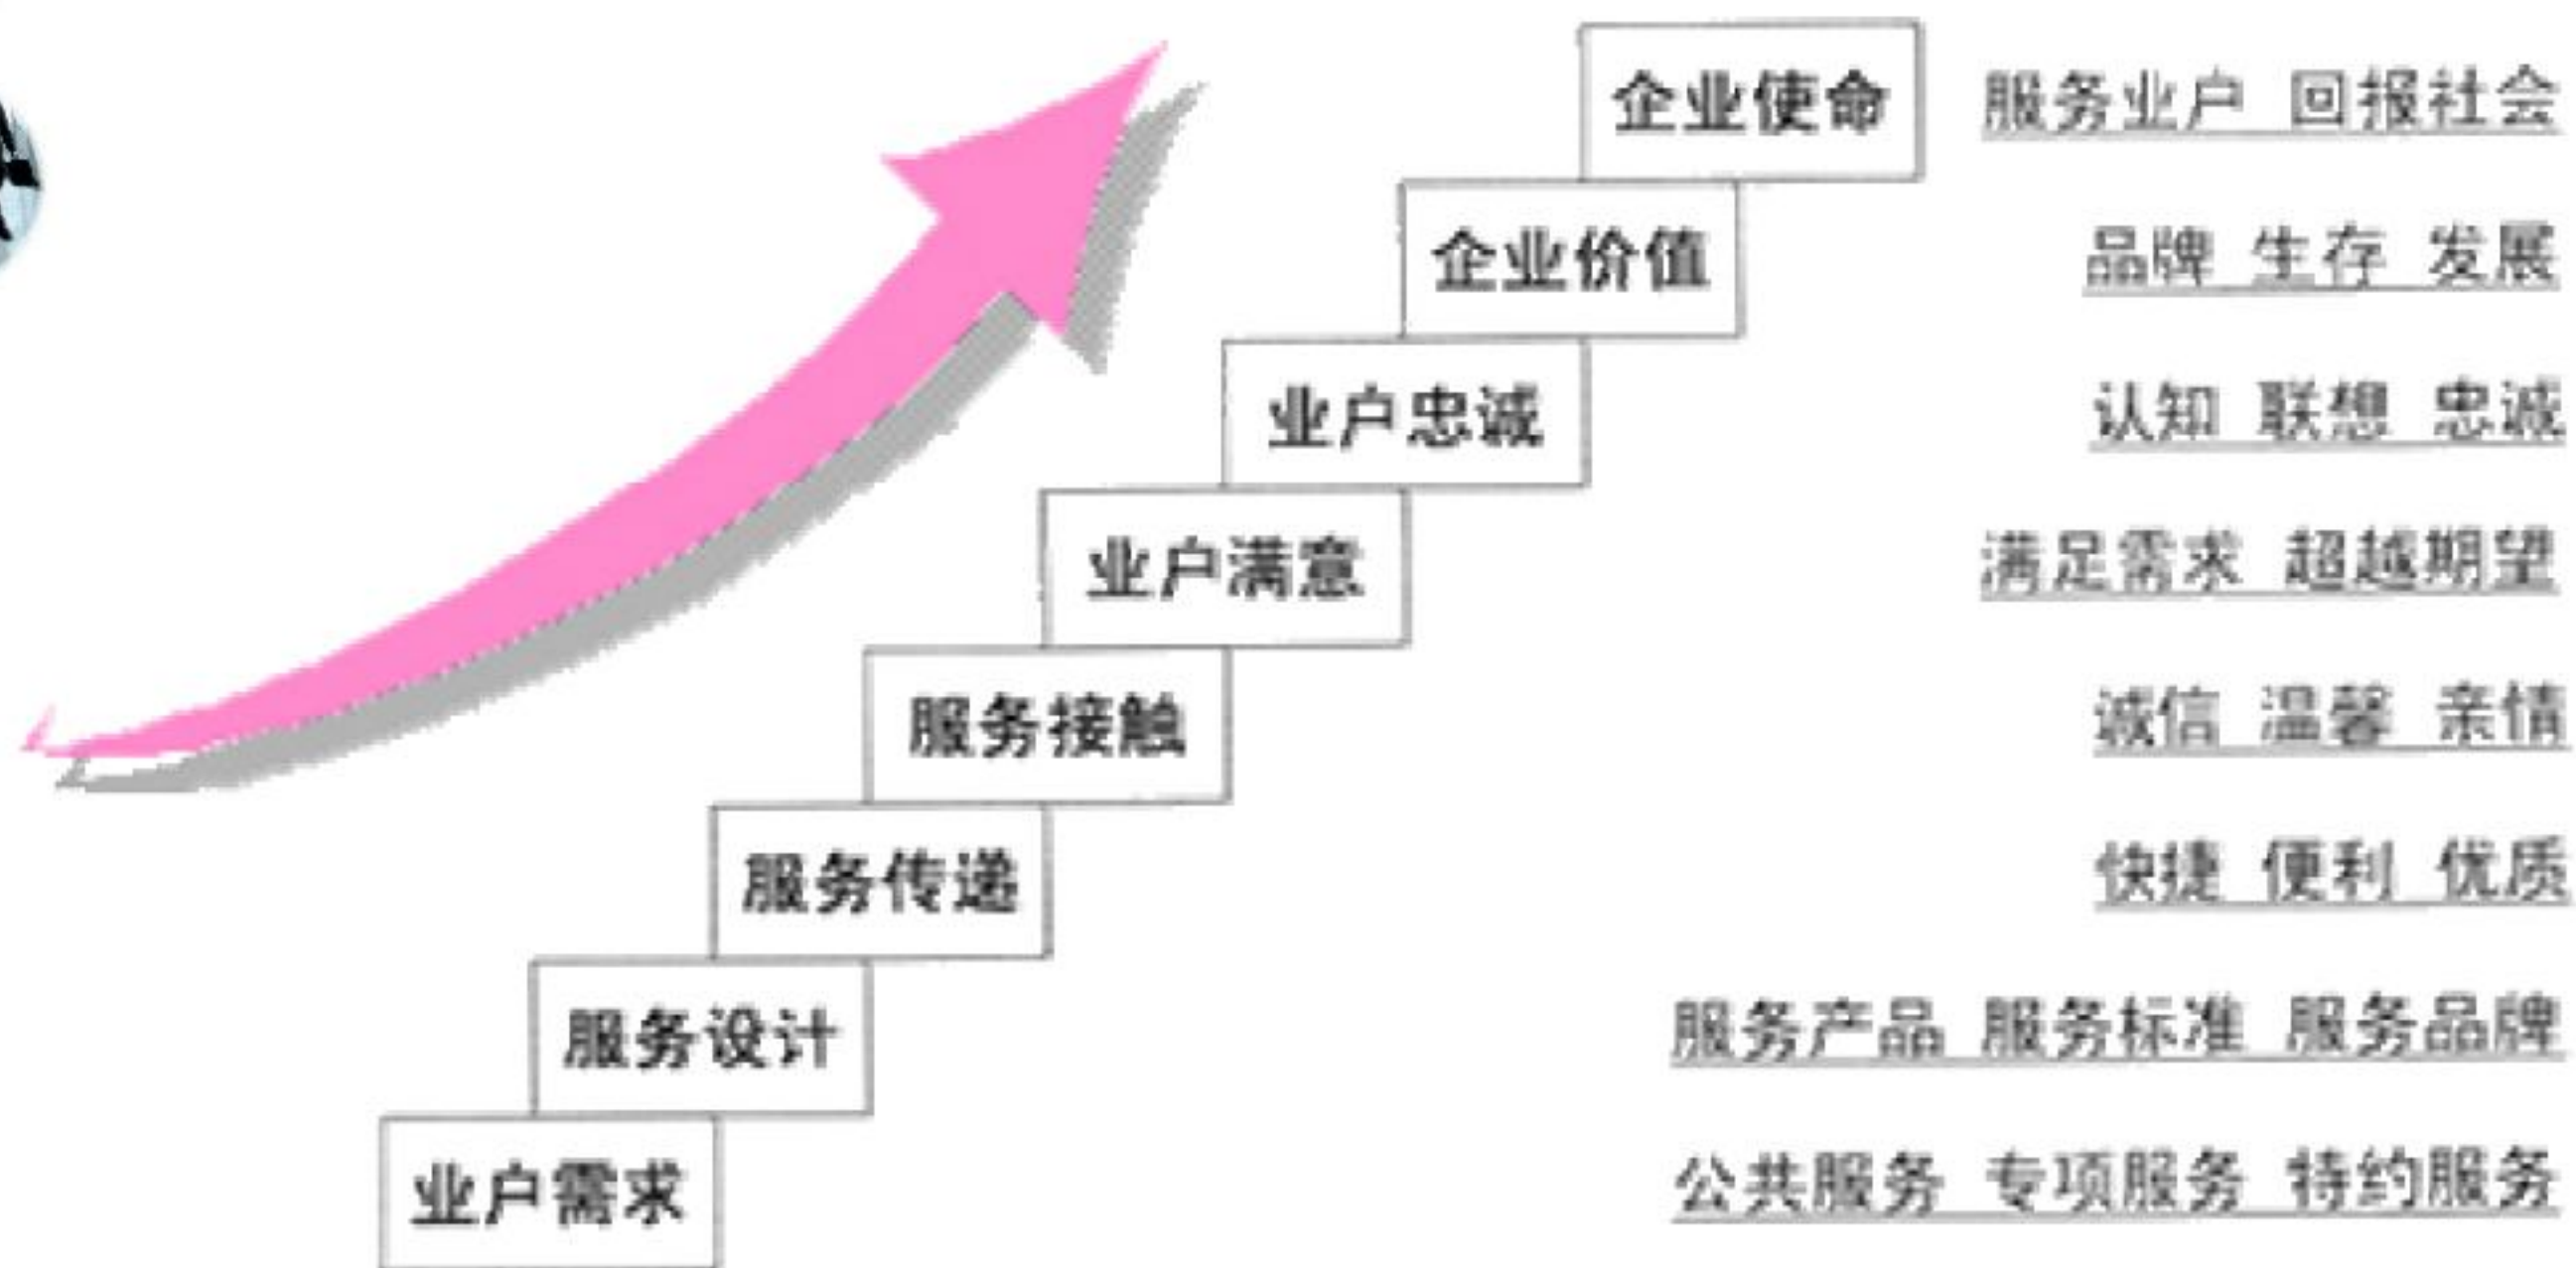 企业使命 服务业户 回报社会
企业价值 品牌 生存 发展
业户忠诚 认知 联想 忠诚
业户满意 满足需求 超越期望
服务接触 诚信 温馨 亲情
服务传递 快捷 便利 优质
服务设计 服务产品 服务标准 服务品牌
业户需求 公共服务 专项服务 特约服务